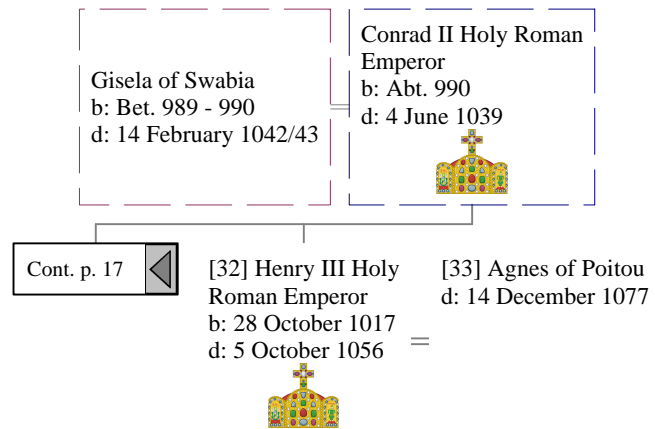 Gisela of Swabia
b: Bet. 989 - 990
d: 14 February 1042/43
Conrad II Holy Roman
Emperor
b: Abt. 990
d: 4 June 1039
Cont. p. 17
[32] Henry III Holy
Roman Emperor
b: 28 October 1017
d: 5 October 1056
=
[33] Agnes of Poitou
d: 14 December 1077